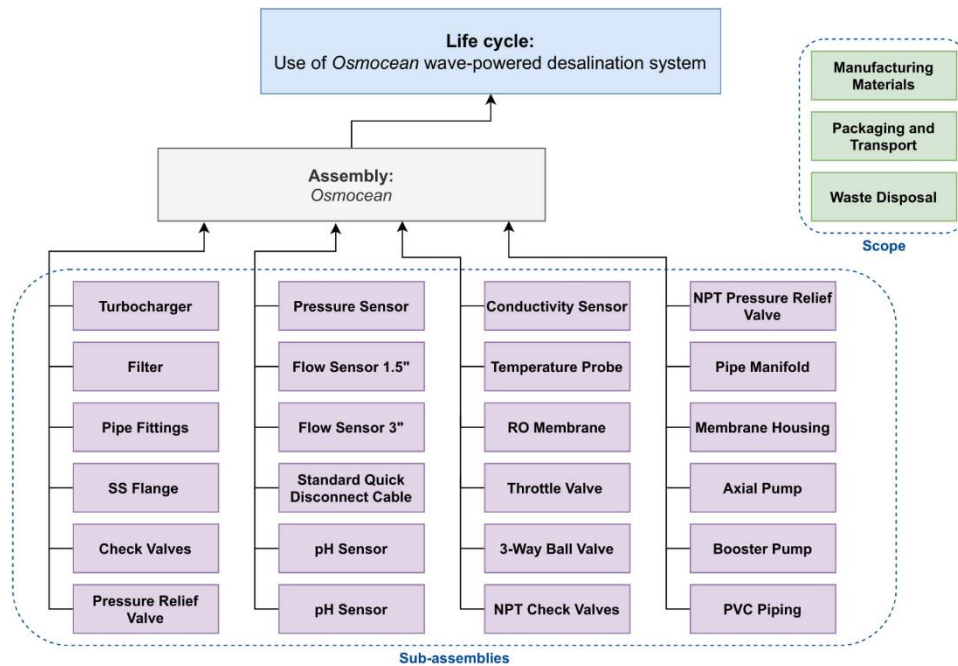 Life cycle:
Use of Osmocean wave-powered desalination system
Manufacturing
Materials
Packaging and
Transport
Waste Disposal
Scope
Assembly:
Osmocean
Turbocharger
Filter
Pipe Fittings
SS Flange
Check Valves
Pressure Relief
Valve
Pressure Sensor
Flow Sensor 1.5"
Flow Sensor 3"
Standard Quick
Disconnect Cable
pH Sensor
pH Sensor
Conductivity Sensor
Temperature Probe
RO Membrane
Throttle Valve
3-Way Ball Valve
NPT Check Valves
NPT Pressure Relief
Valve
Pipe Manifold
Membrane Housing
Axial Pump
Booster Pump
PVC Piping
Sub-assemblies